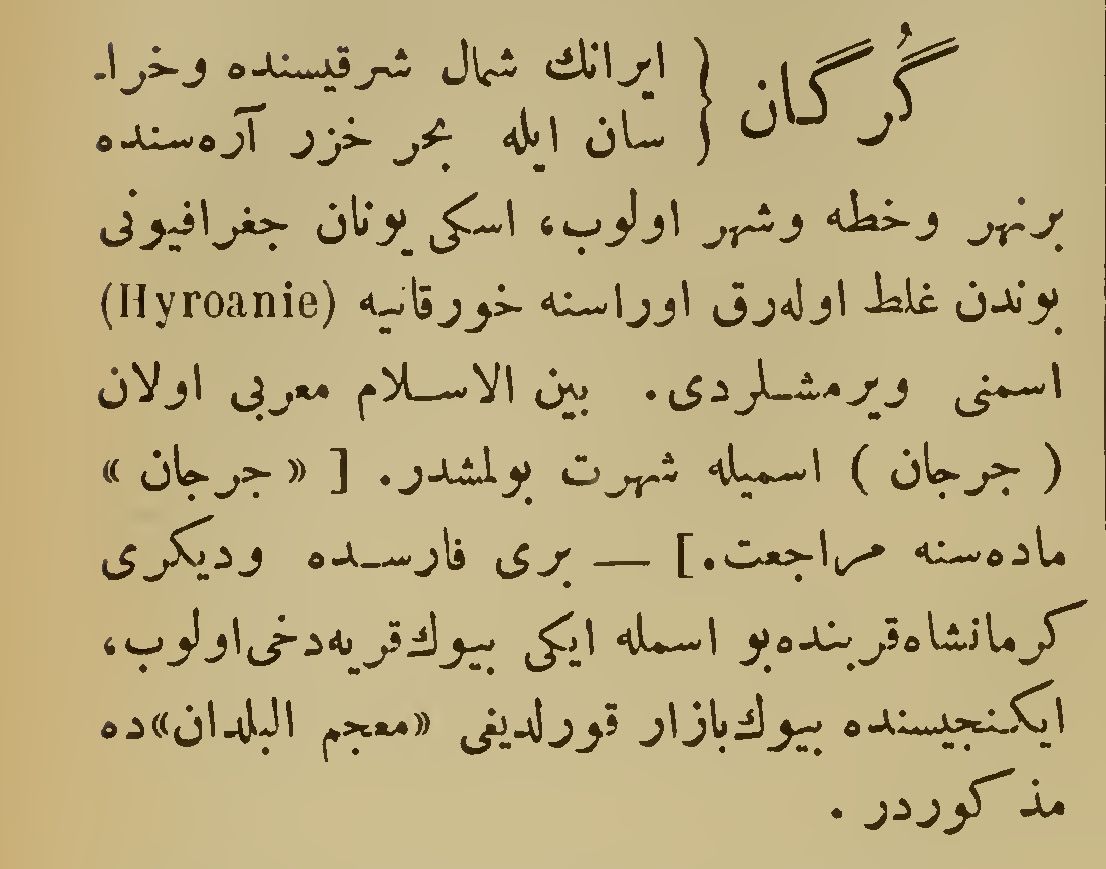 گُرگان { ایرانك شمال شرقیسنده وخرا-
سان ایله بحر خزر آره‌سنده
برنهر وخطه وشهر اولوب، اسکی یونان جغرافیونی
بوندن غلط اوله‌رق اوراسنه خورقانیه (Hyroanie)
اسمنی ویرمشلردی. بین الاسلام معربی اولان
( جرجان ) اسمیله شهرت بولمشدر. [ «جرجان»
ماده‌سنه مراجعت.] — بری فارسده ودیکری
کرمانشاه قربنده بو اسمله ایکی بیوك قریه دخی اولوب،
ایکنجیسنده بیوك بازار قورلدیغی «معجم البلدان» ده
مذکوردر .